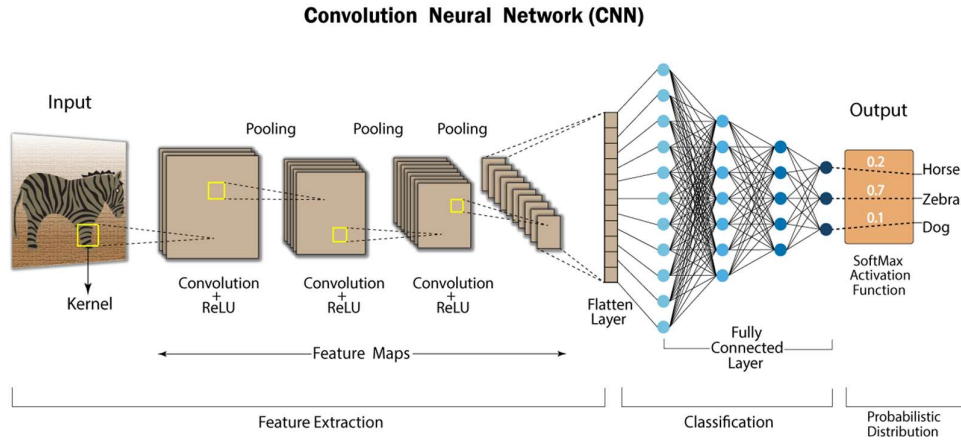 Convolution Neural Network (CNN)
Input
Pooling
Pooling
Pooling
Output
0.2
Horse
0.7
Zebra
0.1
Dog
Kernel
Convolution
+
ReLU
Convolution
+
ReLU
Convolution
+
ReLU
Flatten
Layer
SoftMax
Activation
Function
Feature Maps
Fully
Connected
Layer
Feature Extraction
Classification
Probabilistic
Distribution